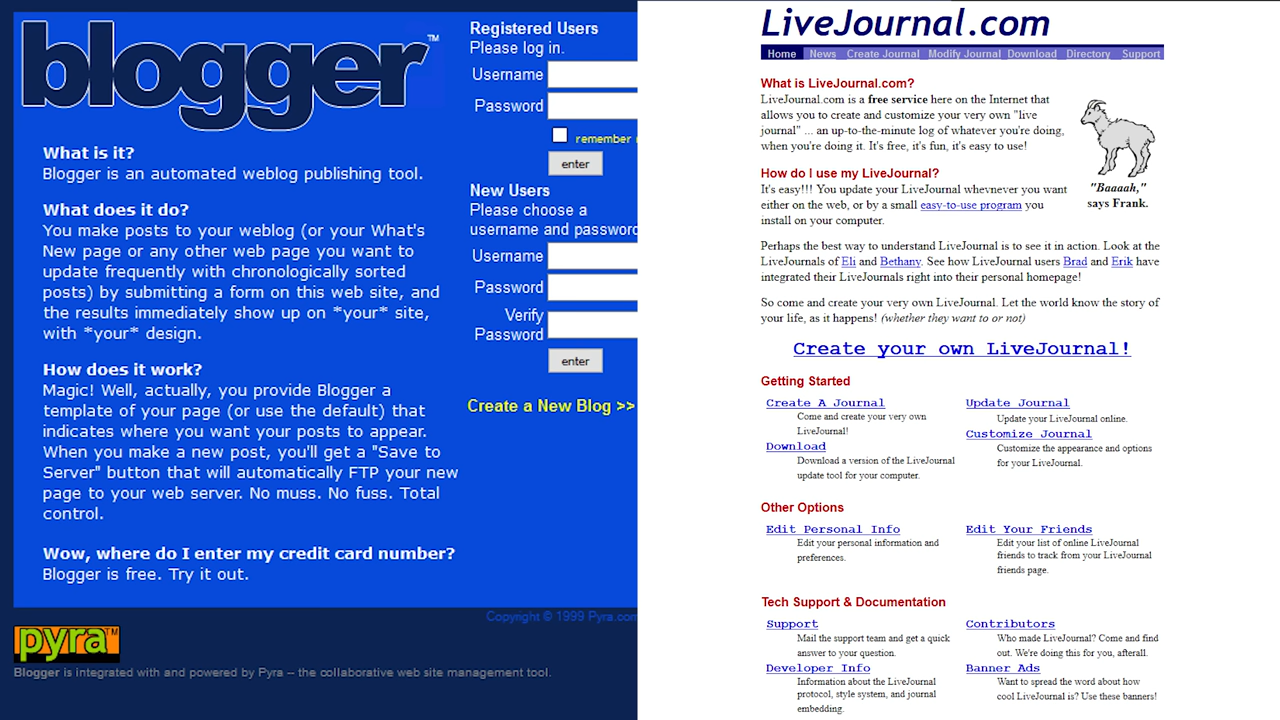 blogger™
What is it?
Blogger is an automated weblog publishing tool.
What does it do?
You make posts to your weblog (or your What's
New page or any other web page you want to
update frequently with chronologically sorted
posts) by submitting a form on this web site, and
the results immediately show up on *your* site,
with *your* design.
How does it work?
Magic! Well, actually, you provide Blogger a
template of your page (or use the default) that
indicates where you want your posts to appear.
When you make a new post, you'll get a "Save to
Server" button that will automatically FTP your new
page to your web server. No muss. No fuss. Total
control.
Wow, where do I enter my credit card number?
Blogger is free. Try it out.
Registered Users
Please log in.
Username
Password
remember
enter
New Users
Please choose a
username and password
Username
Password
Verify
Password
enter
Create a New Blog >>
Copyright © 1999 Pyra.com
pyra™
Blogger is integrated with and powered by Pyra – the collaborative web site management tool.
LiveJournal.com
Home News Create Journal Modify Journal Download Directory Support
What is LiveJournal.com?
LiveJournal.com is a free service here on the Internet that
allows you to create and customize your very own "live
journal" ... an up-to-the-minute log of whatever you're doing,
when you're doing it. It's free, it's fun, it's easy to use!
"Baaaah,"
says Frank.
How do I use my LiveJournal?
It's easy!!! You update your LiveJournal whevnever you want
either on the web, or by a small easy-to-use program you
install on your computer.
Perhaps the best way to understand LiveJournal is to see it in action. Look at the
LiveJournals of Eli and Bethany. See how LiveJournal users Brad and Erik have
integrated their LiveJournals right into their personal homepage!
So come and create your very own LiveJournal. Let the world know the story of
your life, as it happens! (whether they want to or not)
Create your own LiveJournal!
Getting Started
Create A Journal
Come and create your very own
LiveJournal!
Download
Download a version of the LiveJournal
update tool for your computer.
Update Journal
Update your LiveJournal online.
Customize Journal
Customize the appearance and options
for your LiveJournal.
Other Options
Edit Personal Info
Edit your personal information and
preferences.
Edit Your Friends
Edit your list of online LiveJournal
friends to track from your LiveJournal
friends page.
Tech Support & Documentation
Support
Mail the support team and get a quick
answer to your question.
Developer Info
Information about the LiveJournal
protocol, style system, and journal
embedding.
Contributors
Who made LiveJournal? Come and find
out. We're doing this for you, afterall.
Banner Ads
Want to spread the word about how
cool LiveJournal is? Use these banners!